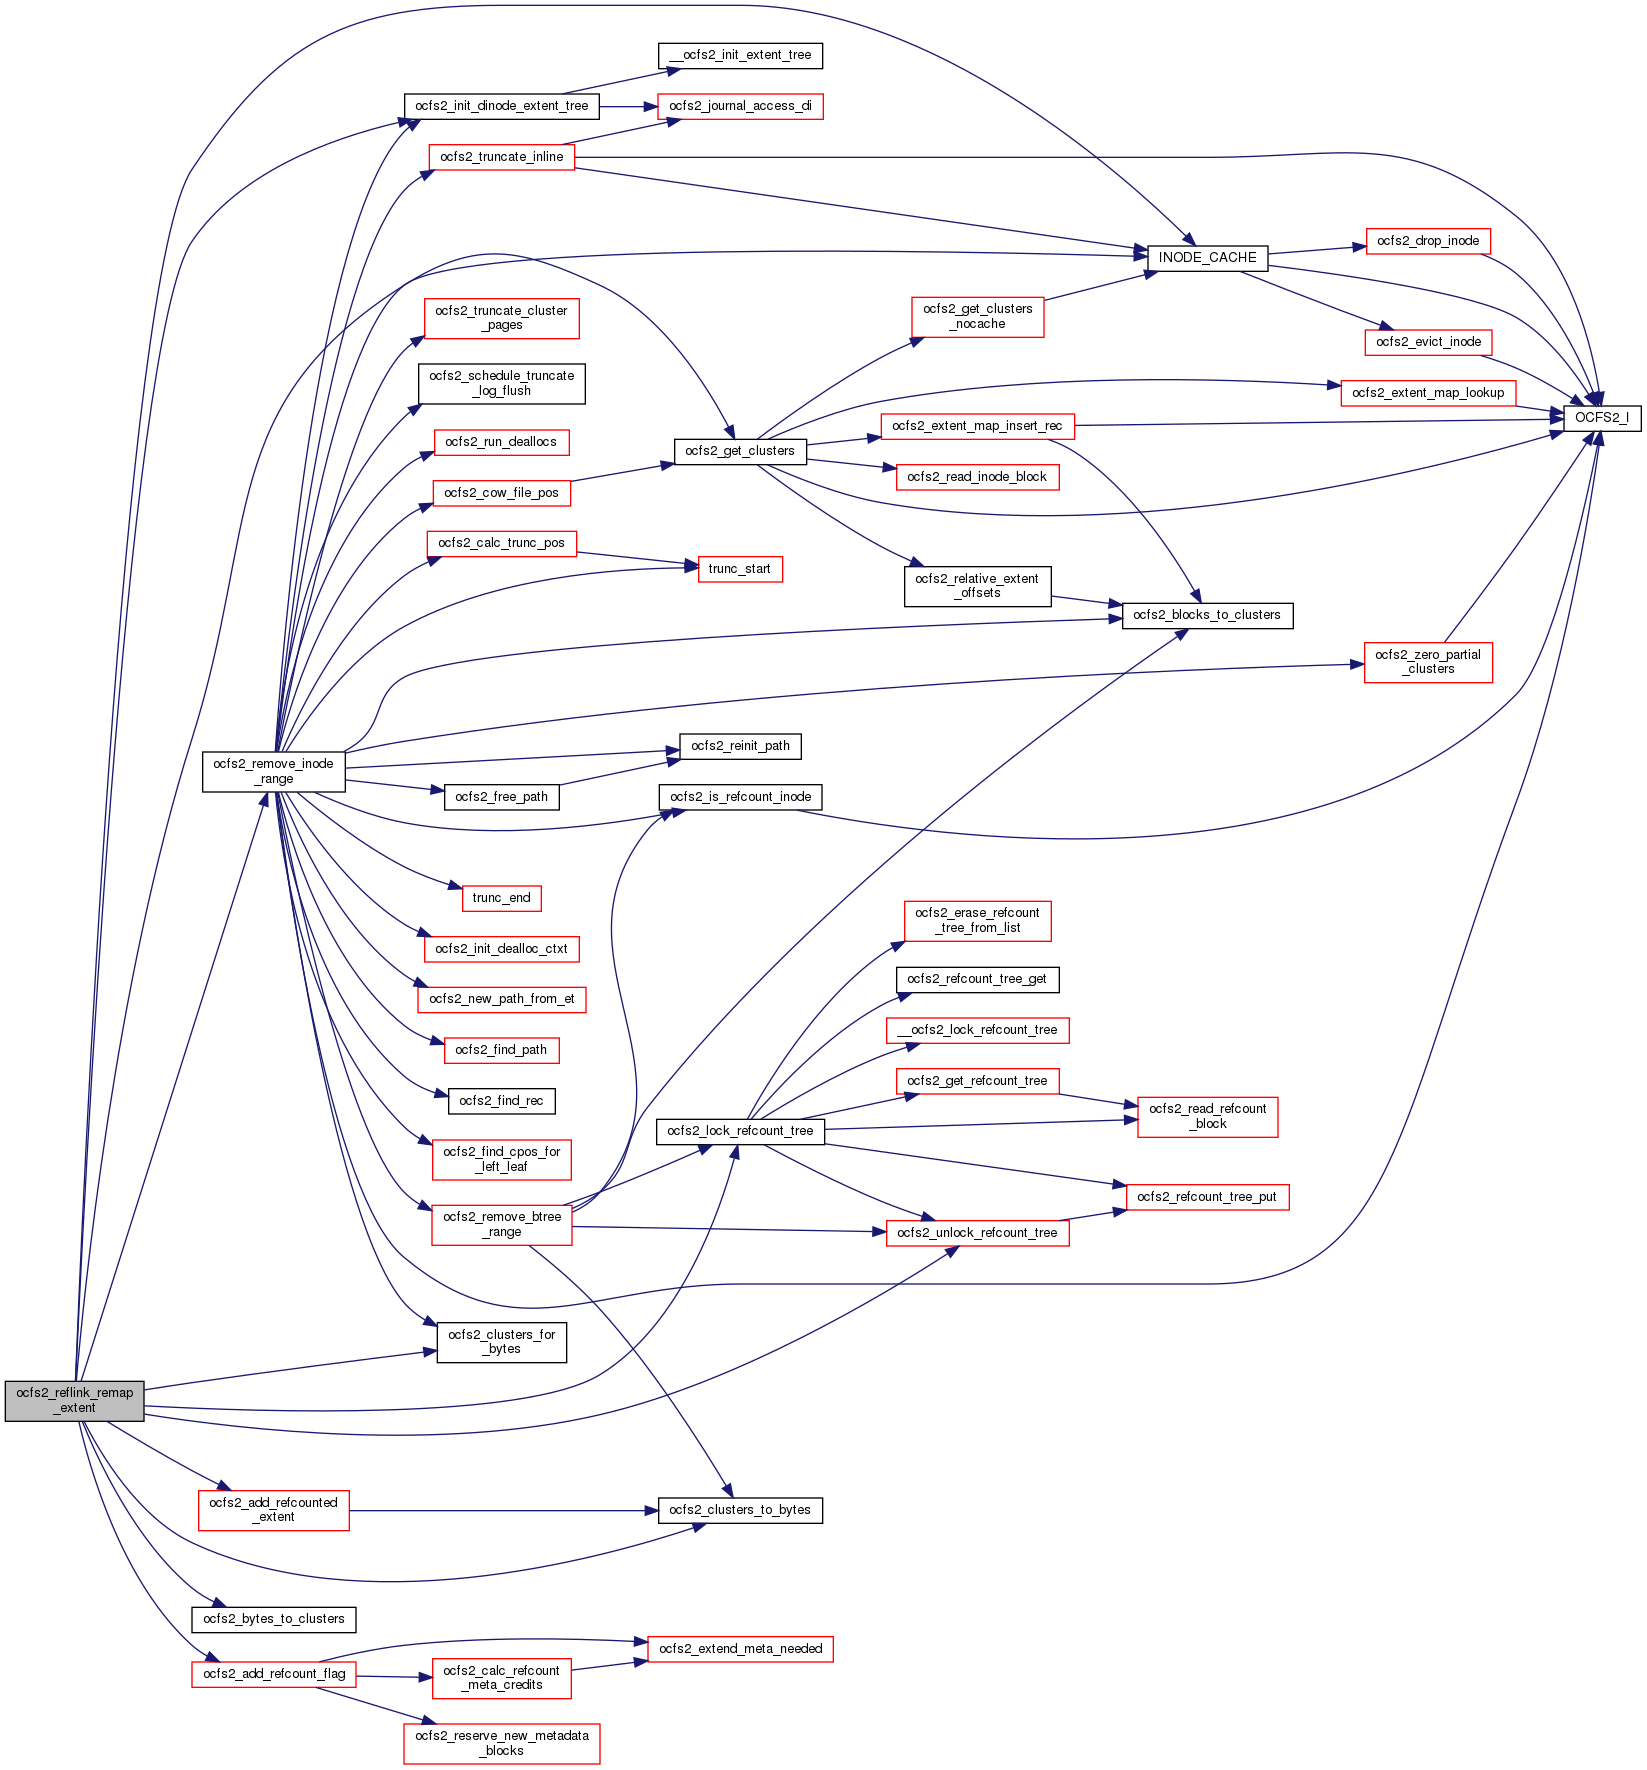 __ocfs2_init_extent_tree
ocfs2_init_dinode_extent_tree
ocfs2_journal_access_di
ocfs2_truncate_inline
ocfs2_drop_inode
INODE_CACHE
ocfs2_truncate_cluster
_pages
ocfs2_get_clusters
_nocache
ocfs2_evict_inode
ocfs2_schedule_truncate
_log_flush
ocfs2_extent_map_lookup
OCFS2_I
ocfs2_run_deallocs
ocfs2_get_clusters
ocfs2_extent_map_insert_rec
ocfs2_read_inode_block
ocfs2_cow_file_pos
ocfs2_calc_trunc_pos
trunc_start
ocfs2_relative_extent
_offsets
ocfs2_blocks_to_clusters
ocfs2_zero_partial
_clusters
ocfs2_remove_inode
_range
ocfs2_reinit_path
ocfs2_free_path
ocfs2_is_refcount_inode
trunc_end
ocfs2_erase_refcount
_tree_from_list
ocfs2_init_dealloc_ctxt
ocfs2_refcount_tree_get
ocfs2_new_path_from_et
__ocfs2_lock_refcount_tree
ocfs2_find_path
ocfs2_get_refcount_tree
ocfs2_find_rec
ocfs2_read_refcount
_block
ocfs2_lock_refcount_tree
ocfs2_find_cpos_for
_left_leaf
ocfs2_refcount_tree_put
ocfs2_remove_btree
_range
ocfs2_unlock_refcount_tree
ocfs2_clusters_for
_bytes
ocfs2_reflink_remap
_extent
ocfs2_add_refcounted
_extent
ocfs2_clusters_to_bytes
ocfs2_bytes_to_clusters
ocfs2_extend_meta_needed
ocfs2_add_refcount_flag
ocfs2_calc_refcount
_meta_credits
ocfs2_reserve_new_metadata
_blocks